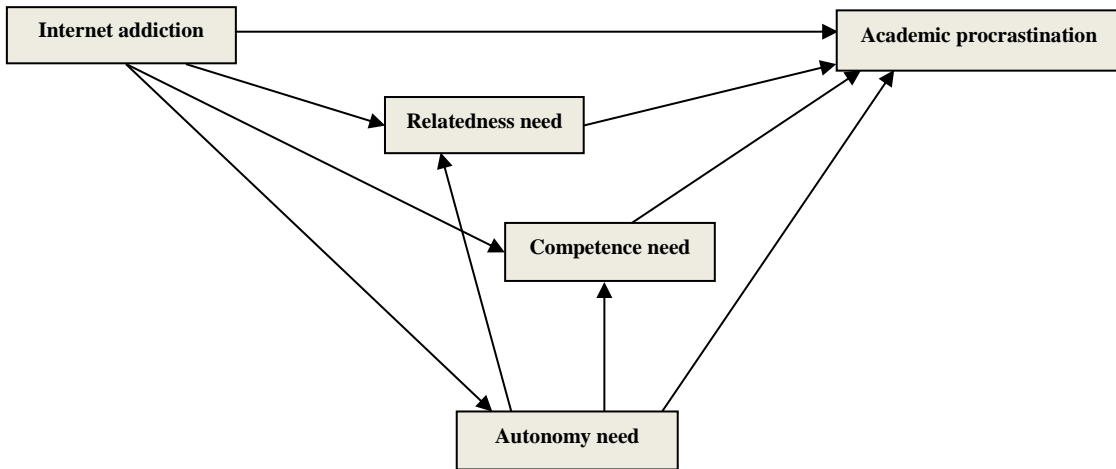 Internet addiction
Academic procrastination
Relatedness need
Competence need
Autonomy need